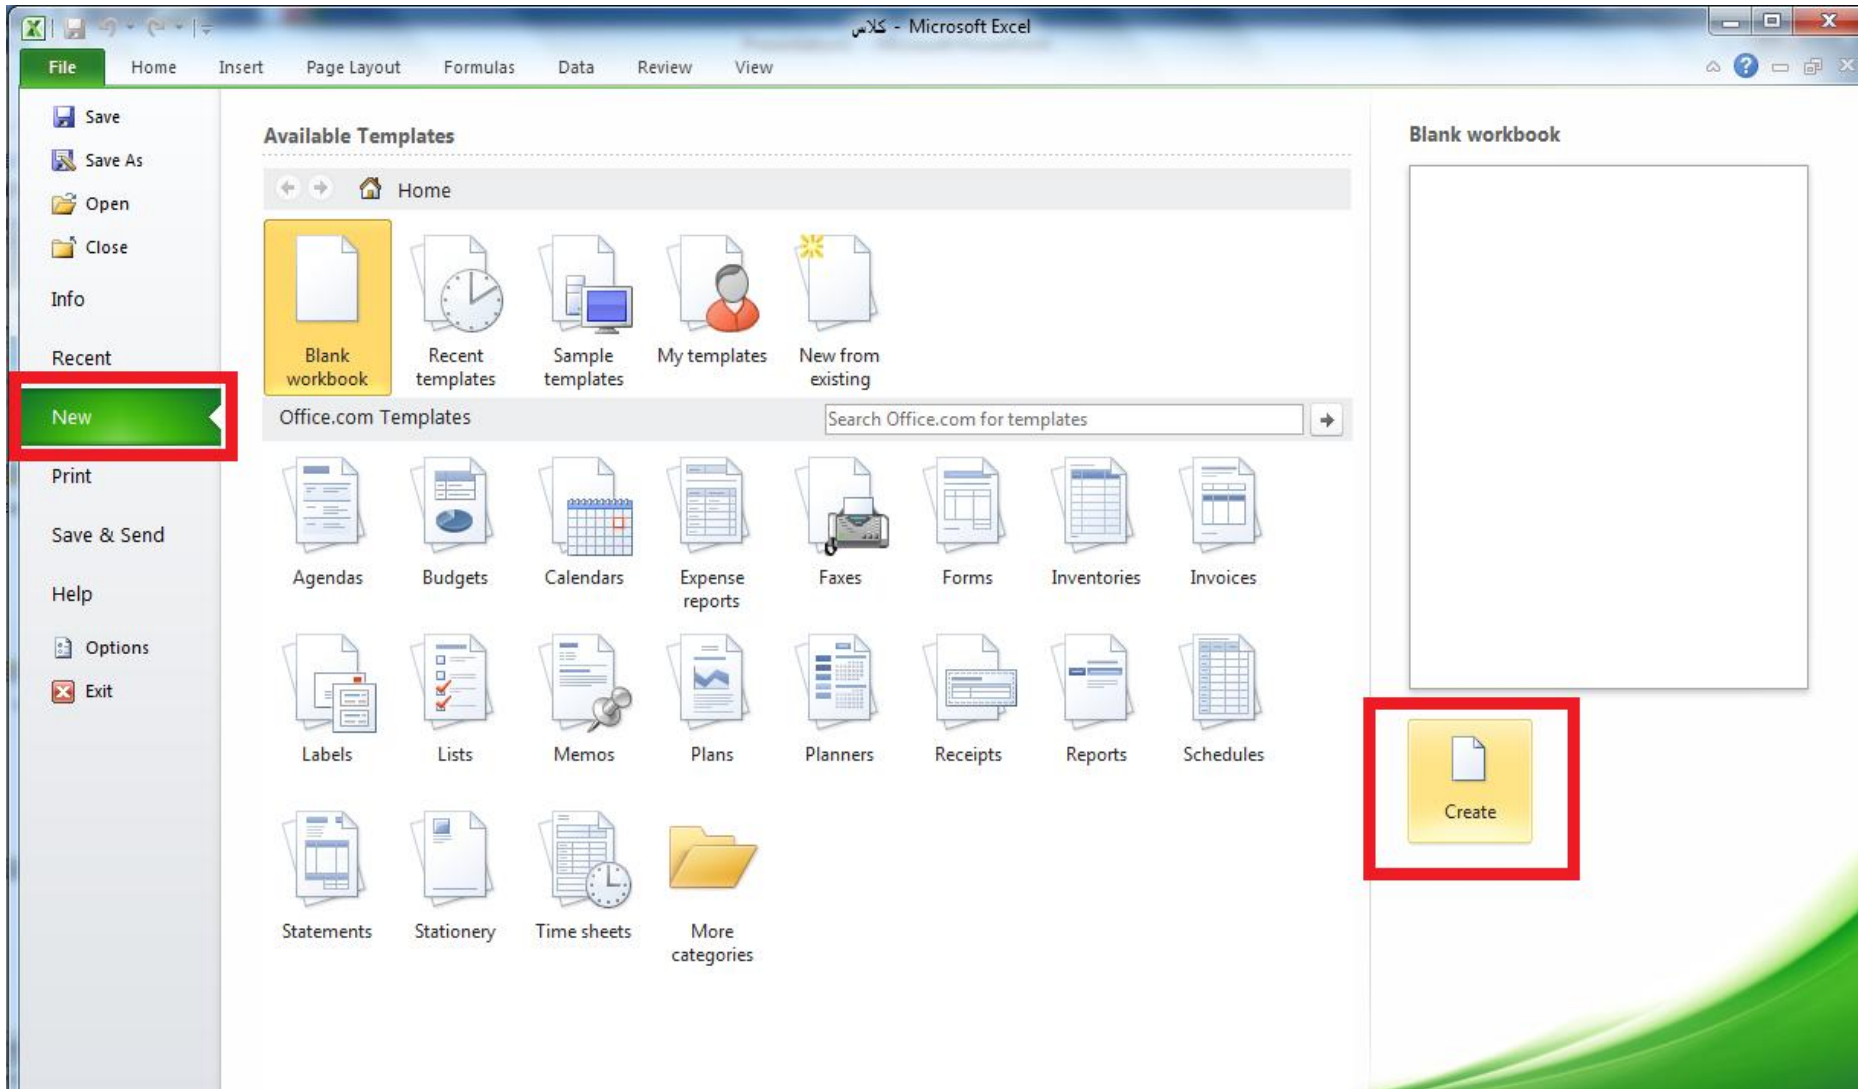 كلاس - Microsoft Excel
File Home Insert Page Layout Formulas Data Review View
Save
Save As
Open
Close
Info
Recent
New
Print
Save & Send
Help
Options
Exit
Available Templates
Home
Blank workbook
Recent templates
Sample templates
My templates
New from existing
Office.com Templates
Search Office.com for templates
Agendas
Budgets
Calendars
Expense reports
Faxes
Forms
Inventories
Invoices
Labels
Lists
Memos
Plans
Planners
Receipts
Reports
Schedules
Statements
Stationery
Time sheets
More categories
Blank workbook
Create